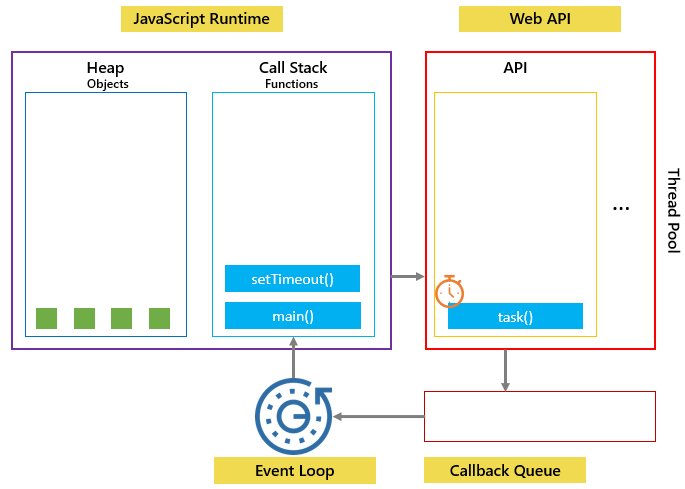 JavaScript Runtime
Web API
Heap
Objects
Call Stack
Functions
API
Thread Pool
...
setTimeout()
main()
task()
Event Loop
Callback Queue